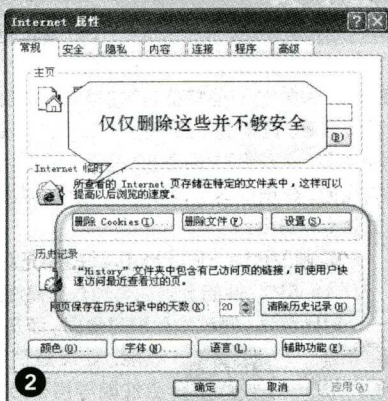 Internet 属性
常规 安全 隐私 内容 连接 程序 高级
主页
仅仅删除这些并不够安全
Internet 临时
所查看的 Internet 页存储在特定的文件夹中，这样可以
提高以后浏览的速度。
删除 Cookies(I)... 删除文件(F)... 设置(S)...
历史记录
“History”文件夹中包含有已访问页的链接，可使用户快
速访问最近查看过的页。
网页保存在历史记录中的天数(K): 20 清除历史记录(H)
颜色(O)... 字体(N)... 语言(L)... 辅助功能(E)...
2
确定 取消 应用(A)